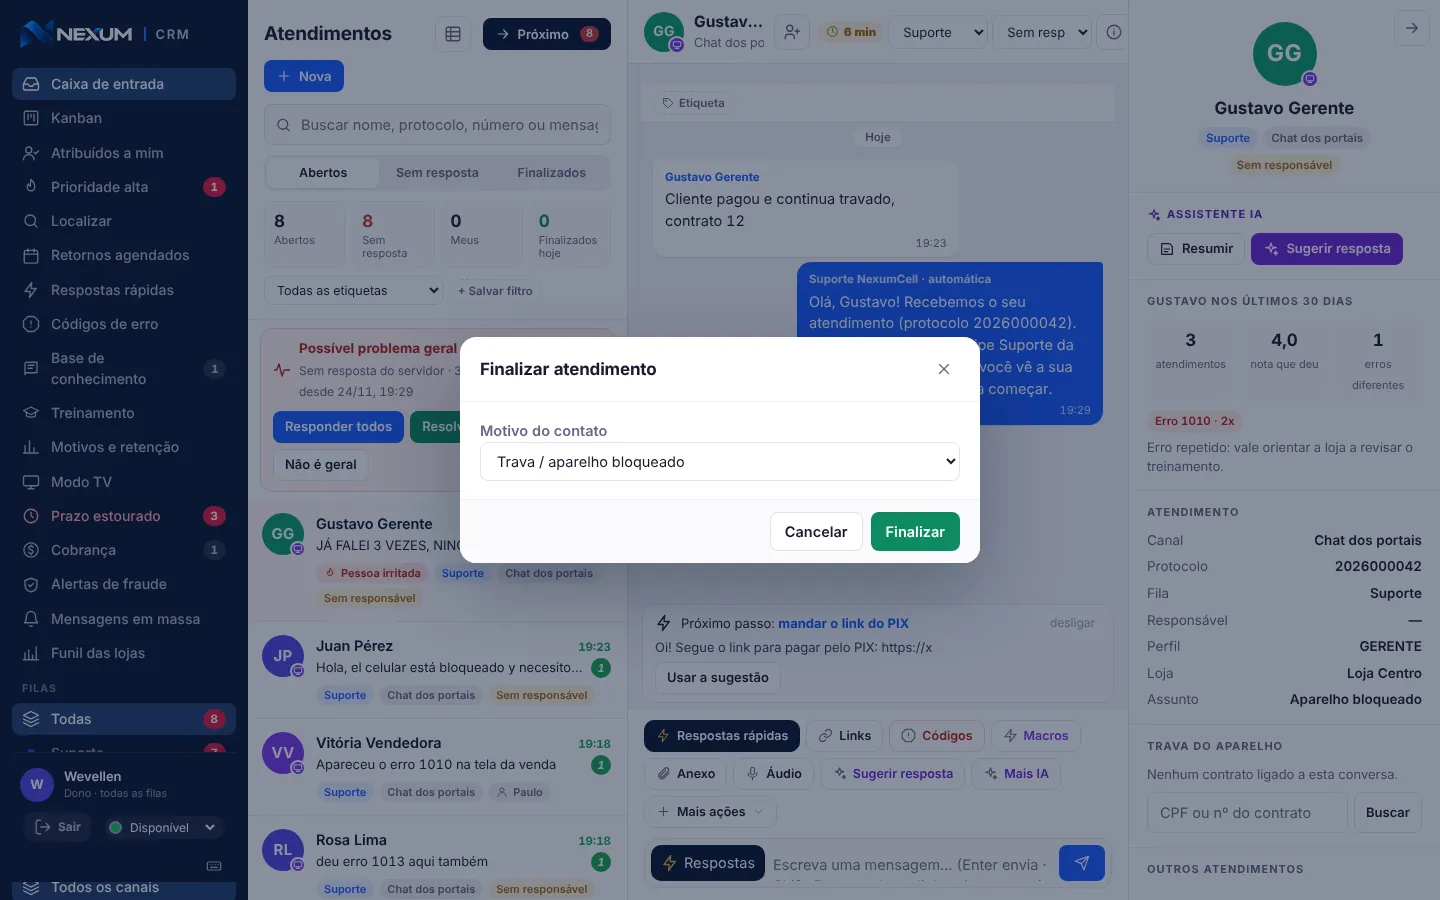 NEXUM | CRM
Caixa de entrada
Kanban
Atribuídos a mim
Prioridade alta 1
Localizar
Retornos agendados
Respostas rápidas
Códigos de erro
Base de
conhecimento 1
Treinamento
Motivos e retenção
Modo TV
Prazo estourado 3
Cobrança 1
Alertas de fraude
Mensagens em massa
Funil das lojas
FILAS
Todas 8
W
Wevellen
Dono · todas as filas
Sair
Disponível
Todos os canais
Atendimentos
Próximo 8
+ Nova
Buscar nome, protocolo, número ou mensag
Abertos
Sem resposta
Finalizados
8
Abertos
8
Sem
resposta
0
Meus
0
Finalizados
hoje
Todas as etiquetas
+ Salvar filtro
Possível problema geral
Sem resposta do servidor · 3
desde 24/11, 19:29
Responder todos
Resolv
Não é geral
GG
Gustavo Gerente
JÁ FALEI 3 VEZES, NIN
Pessoa irritada
Suporte
Chat dos portais
Sem responsável
JP
Juan Pérez 19:23
Hola, el celular está bloqueado y necesito... 1
Suporte
Chat dos portais
Sem responsável
VV
Vitória Vendedora 19:18
Apareceu o erro 1010 na tela da venda 1
Suporte
Chat dos portais
Paulo
RL
Rosa Lima 19:18
deu erro 1013 aqui também 1
Suporte
Chat dos portais
Sem responsável
GG
Gustav...
Chat dos po
6 min
Suporte
Sem resp
Etiqueta
Hoje
Gustavo Gerente
Cliente pagou e continua travado,
contrato 12
19:23
Suporte NexumCell · automática
Olá, Gustavo! Recebemos o seu
atendimento (protocolo 2026000042).
pe Suporte da
você vê a sua
a começar.
19:29
Finalizar atendimento
Motivo do contato
Trava / aparelho bloqueado
Cancelar
Finalizar
Próximo passo: mandar o link do PIX
desligar
Oi! Segue o link para pagar pelo PIX: https://x
Usar a sugestão
Respostas rápidas
Links
Códigos
Macros
Anexo
Áudio
Sugerir resposta
Mais IA
+ Mais ações
Respostas
Escreva uma mensagem... (Enter envia ·
GG
Gustavo Gerente
Suporte
Chat dos portais
Sem responsável
ASSISTENTE IA
Resumir
Sugerir resposta
GUSTAVO NOS ÚLTIMOS 30 DIAS
3
atendimentos
4,0
nota que deu
1
erros
diferentes
Erro 1010 · 2x
Erro repetido: vale orientar a loja a revisar o
treinamento.
ATENDIMENTO
Canal Chat dos portais
Protocolo 2026000042
Fila Suporte
Responsável —
Perfil GERENTE
Loja Loja Centro
Assunto Aparelho bloqueado
TRAVA DO APARELHO
Nenhum contrato ligado a esta conversa.
CPF ou nº do contrato
Buscar
OUTROS ATENDIMENTOS